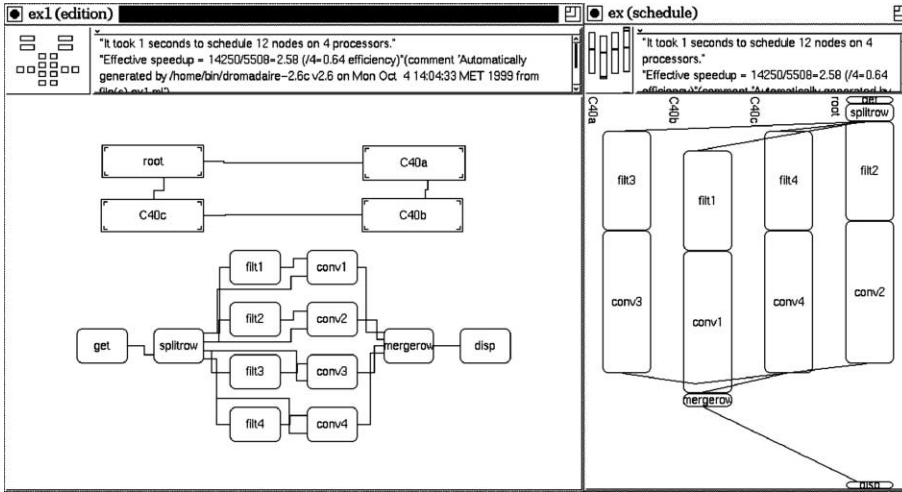 ex1 (edition)
"It took 1 seconds to schedule 12 nodes on 4 processors."
"Effective speedup = 14250/5508=2.58 (/4=0.64 efficiency)"(comment "Automatically
generated by /home/bin/dromadaire-2.6c v2.6 on Mon Oct 4 14:04:33 MET 1999 from
root
C40a
C40c
C40b
filt1
conv1
filt2
conv2
get
splitrow
mergerow
disp
filt3
conv3
filt4
conv4
ex (schedule)
"It took 1 seconds to schedule 12 nodes on 4
processors."
"Effective speedup = 14250/5508=2.58 (/4=0.64
efficiency)"(comment "Automatically generated by
C40a
C40b
C40c
root
get
splitrow
filt3
filt1
filt4
filt2
conv3
conv1
conv4
conv2
mergerow
disp